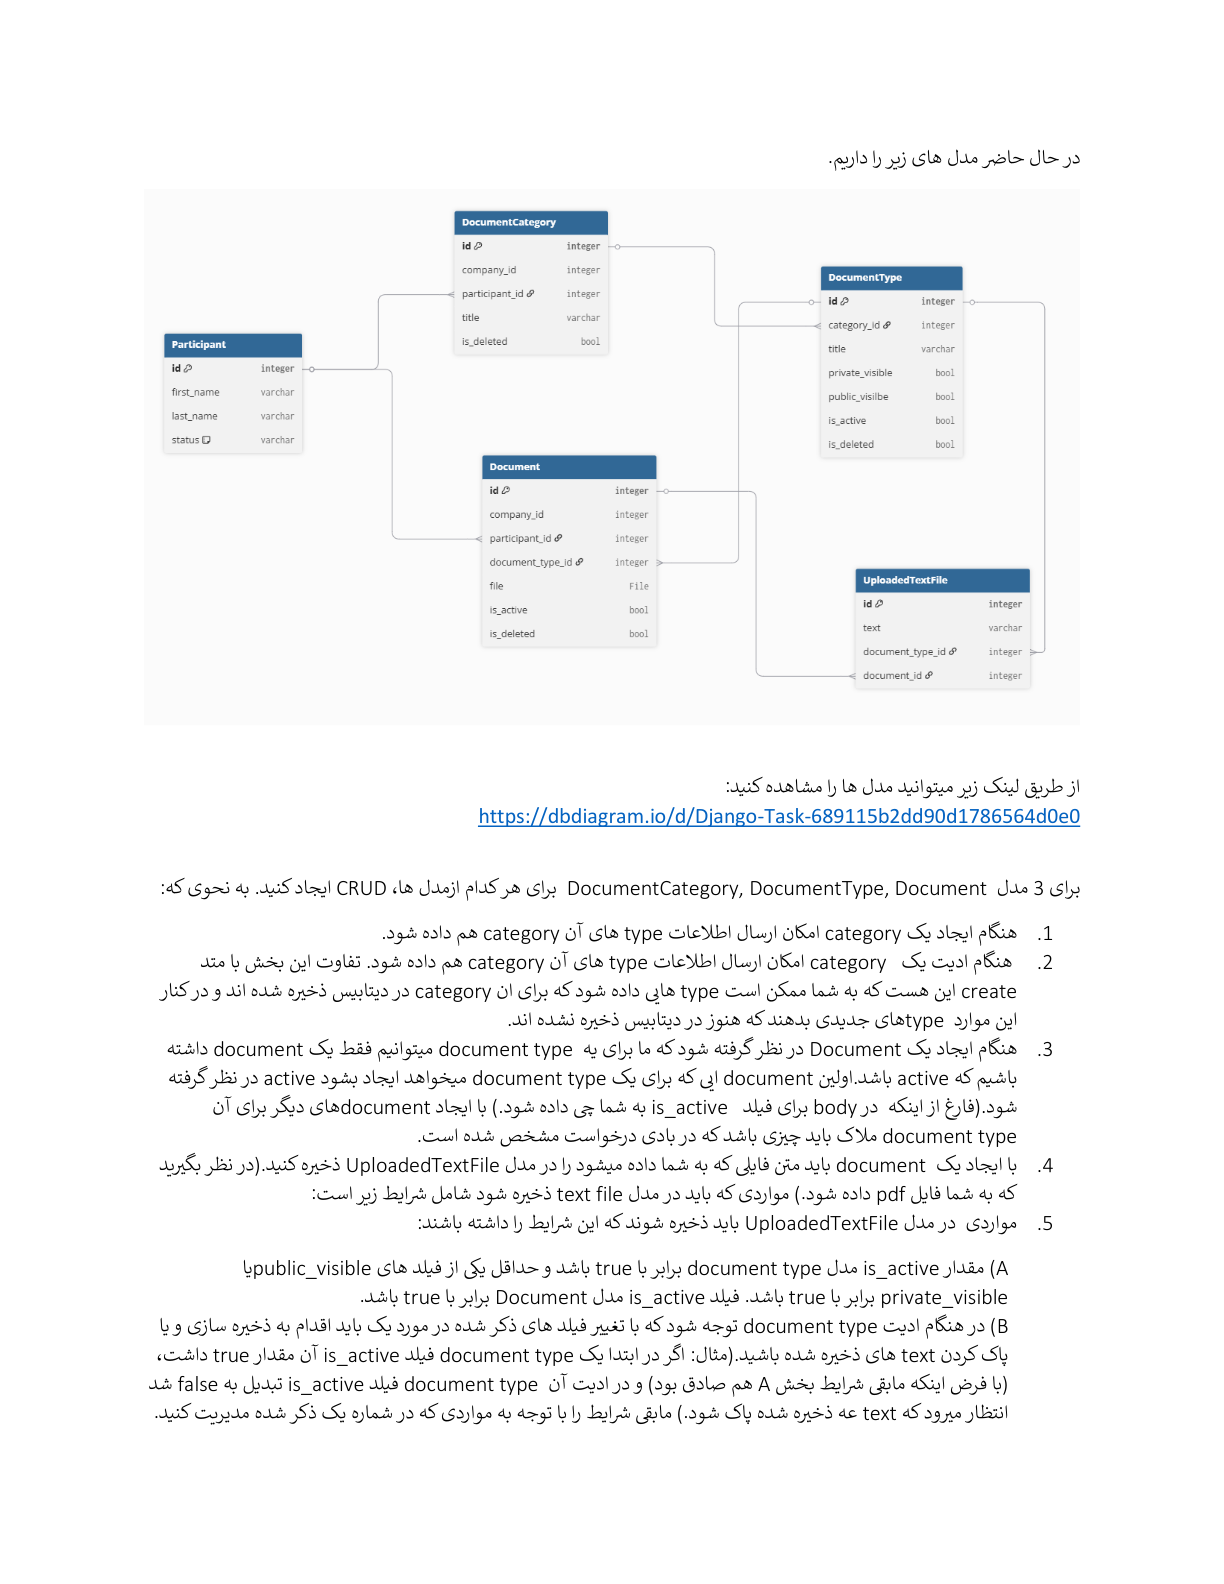 در حال حاضر مدل های زیر را داریم.
DocumentCategory
id integer
company_id integer
participant_id integer
title varchar
is_deleted bool
DocumentType
id integer
category_id integer
title varchar
private_visible bool
public_visilbe bool
is_active bool
is_deleted bool
Participant
id integer
first_name varchar
last_name varchar
status varchar
Document
id integer
company_id integer
participant_id integer
document_type_id integer
file File
is_active bool
is_deleted bool
UploadedTextFile
id integer
text varchar
document_type_id integer
document_id integer
از طریق لینک زیر میتوانید مدل ها را مشاهده کنید:
https://dbdiagram.io/d/Django-Task-689115b2dd90d1786564d0e0
برای 3 مدل DocumentCategory, DocumentType, Document برای هر کدام ازمدل ها، CRUD ایجاد کنید. به نحوی که:
1. هنگام ایجاد یک category امکان ارسال اطلاعات type های آن category هم داده شود.
2. هنگام ادیت یک category امکان ارسال اطلاعات type های آن category هم داده شود. تفاوت این بخش با متد
create این هست که به شما ممکن است type هایی داده شود که برای ان category در دیتابیس ذخیره شده اند و در کنار
این موارد typeهای جدیدی بدهند که هنوز در دیتابیس ذخیره نشده اند.
3. هنگام ایجاد یک Document در نظر گرفته شود که ما برای یه document type میتوانیم فقط یک document داشته
باشیم که active باشد.اولین document ایی که برای یک document type میخواهد ایجاد بشود active در نظر گرفته
شود.(فارغ از اینکه در body برای فیلد is_active به شما چی داده شود.) با ایجاد documentهای دیگر برای آن
document type ملاک باید چیزی باشد که در بادی درخواست مشخص شده است.
4. با ایجاد یک document باید متن فایلی که به شما داده میشود را در مدل UploadedTextFile ذخیره کنید.(در نظر بگیرید
که به شما فایل pdf داده شود.) مواردی که باید در مدل text file ذخیره شود شامل شرایط زیر است:
5. مواردی در مدل UploadedTextFile باید ذخیره شوند که این شرایط را داشته باشند:
A) مقدار is_active مدل document type برابر با true باشد و حداقل یکی از فیلد های public_visibleیا
private_visible برابر با true باشد. فیلد is_active مدل Document برابر با true باشد.
B) در هنگام ادیت document type توجه شود که با تغییر فیلد های ذکر شده در مورد یک باید اقدام به ذخیره سازی و یا
پاک کردن text های ذخیره شده باشید.(مثال: اگر در ابتدا یک document type فیلد is_active آن مقدار true داشت،
(با فرض اینکه مابقی شرایط بخش A هم صادق بود) و در ادیت آن document type فیلد is_active تبدیل به false شد
انتظار میرود که text عه ذخیره شده پاک شود.) مابقی شرایط را با توجه به مواردی که در شماره یک ذکر شده مدیریت کنید.